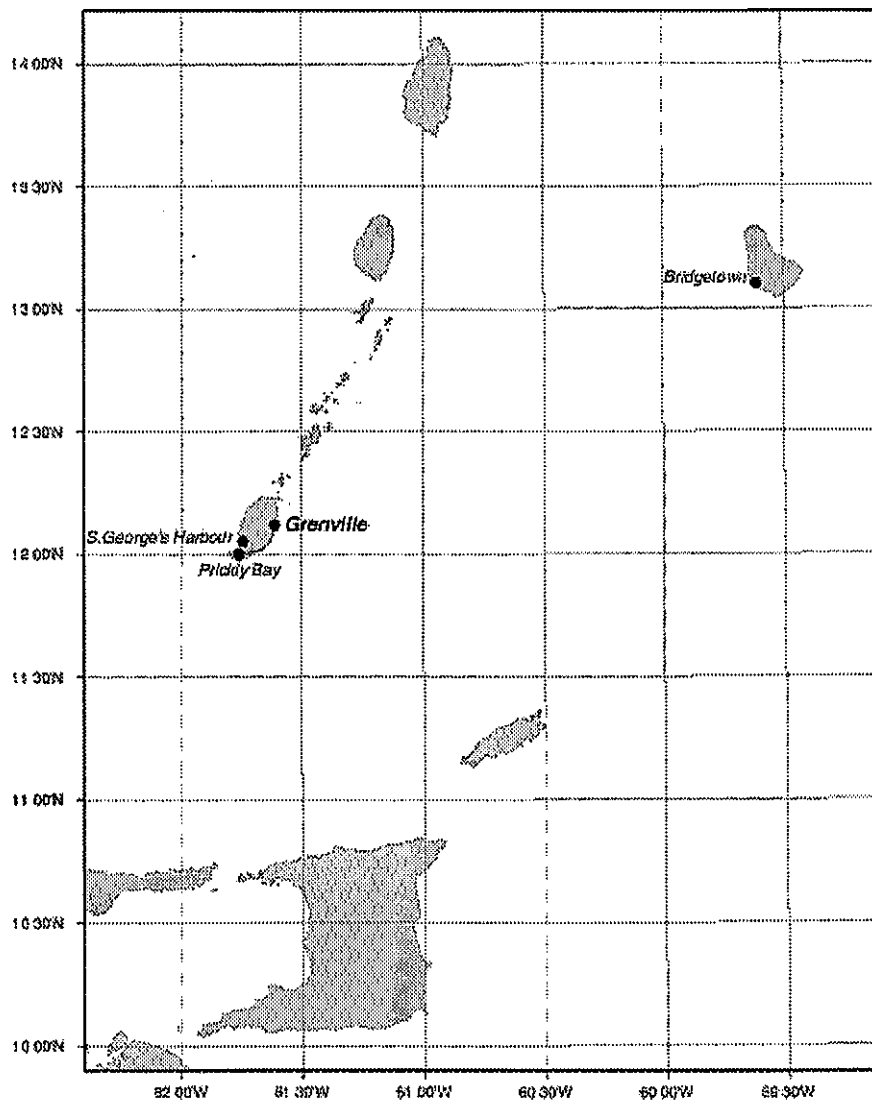 14 00'N
13 30'N
Bridgetown
13 00'N
12 30'N
Grenville
S.George's Harbour
12 00'N
Prickly Bay
11 30'N
11 00'N
10 30'N
10 00'N
62 00'W
61 30'W
61 00'W
60 30'W
60 00'W
59 30'W